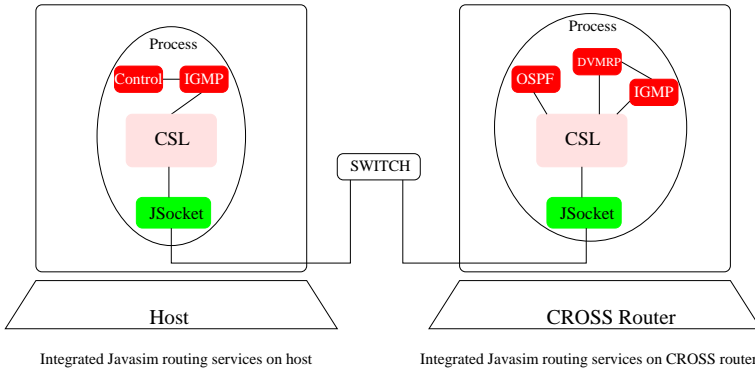 Process
Control
IGMP
CSL
JSocket
Host
Integrated Javasim routing services on host
SWITCH
Process
OSPF
DVMRP
IGMP
CSL
JSocket
CROSS Router
Integrated Javasim routing services on CROSS router